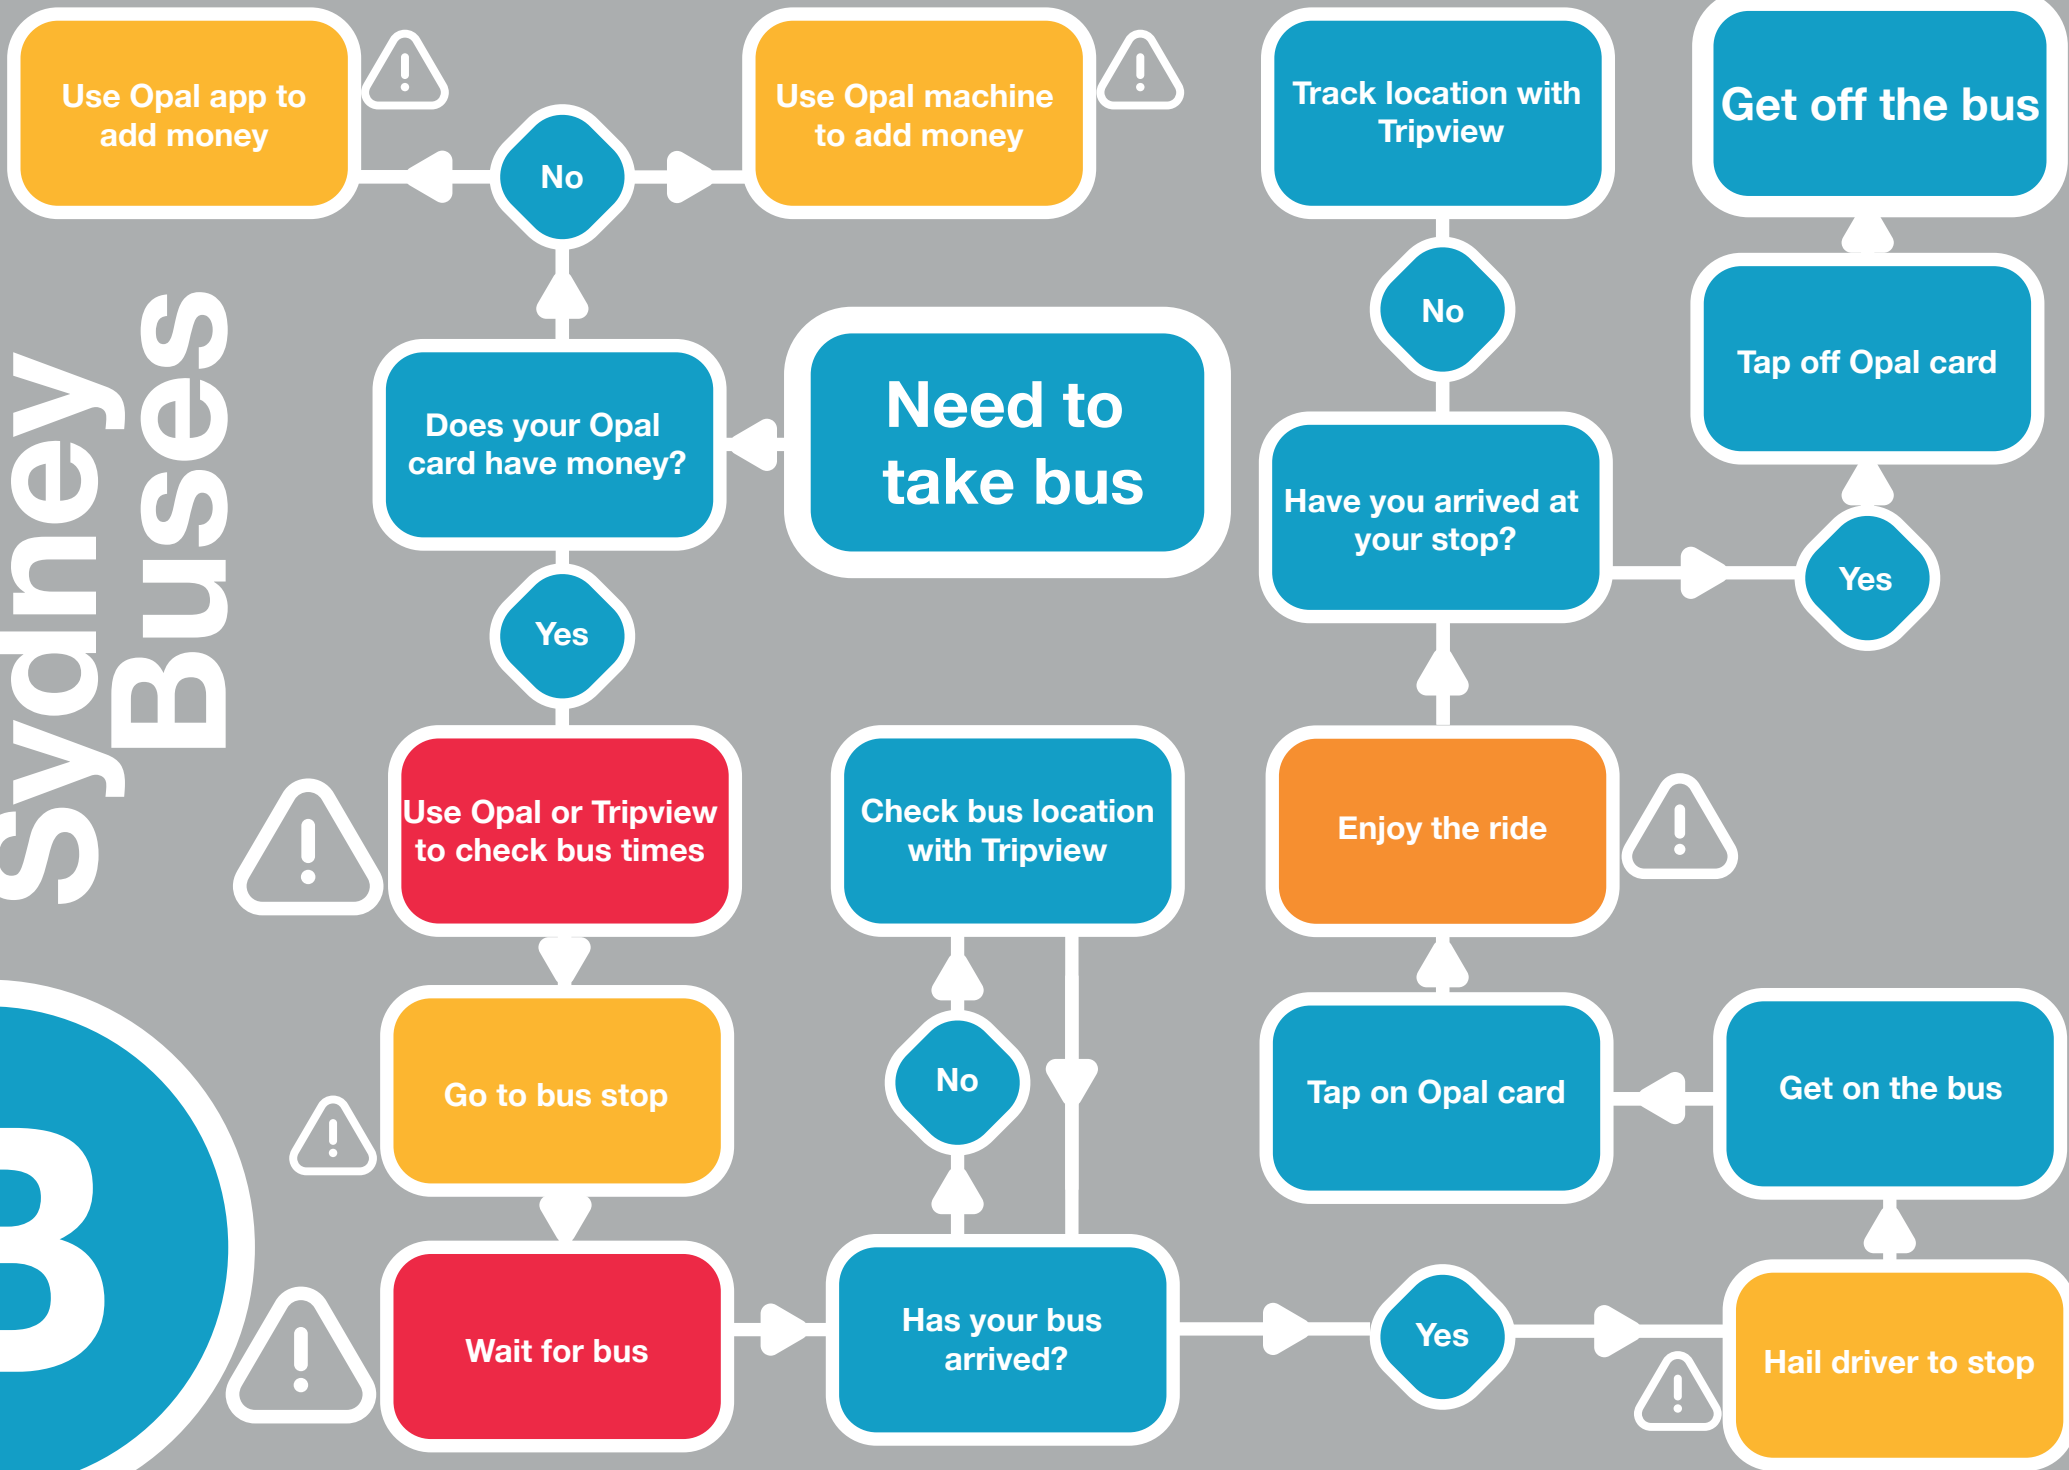 Sydney
Buses
B
Use Opal app to
add money
No
Use Opal machine
to add money
Does your Opal
card have money?
Need to
take bus
Yes
Use Opal or Tripview
to check bus times
Go to bus stop
Wait for bus
Has your bus
arrived?
No
Check bus location
with Tripview
Yes
Hail driver to stop
Get on the bus
Tap on Opal card
Enjoy the ride
Have you arrived at
your stop?
No
Track location with
Tripview
Yes
Tap off Opal card
Get off the bus